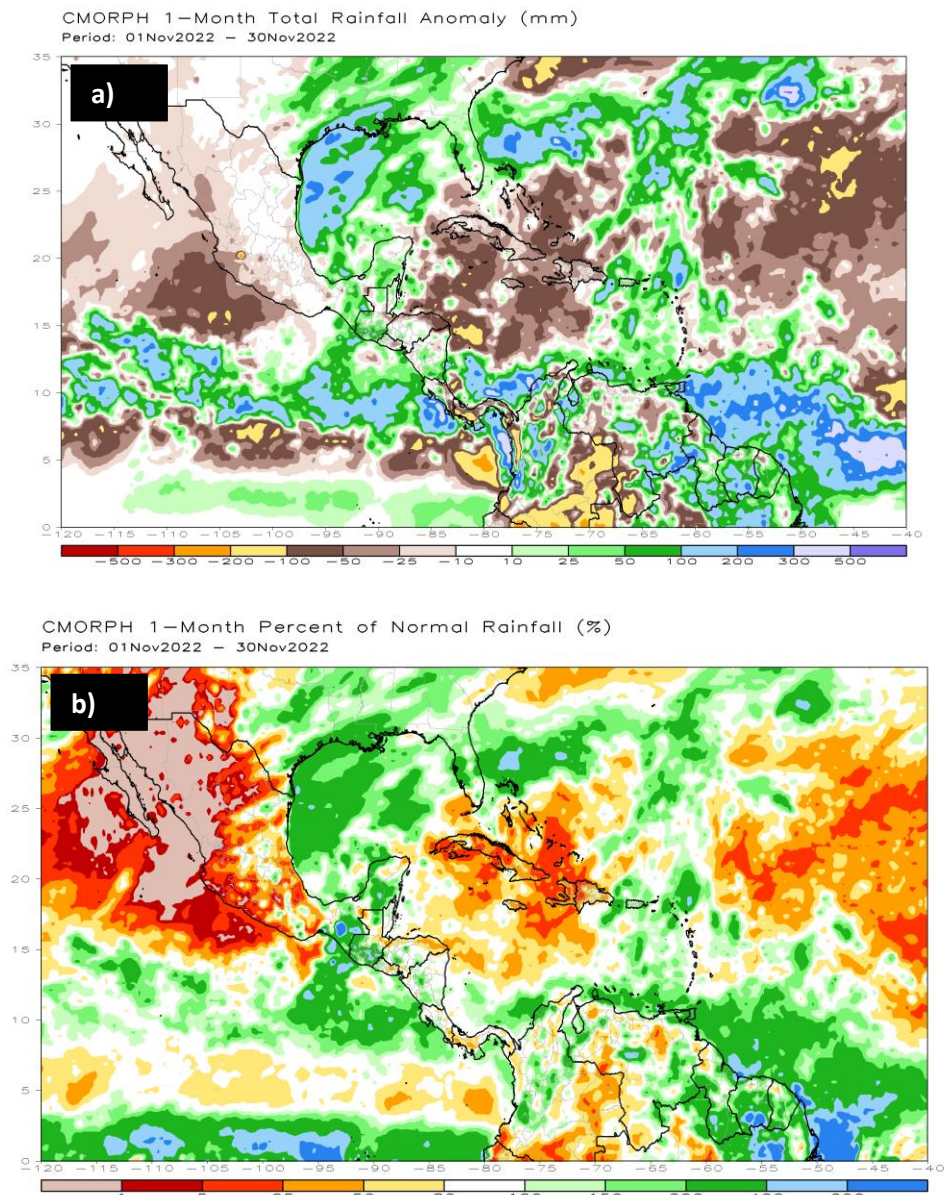 CMORPH 1-Month Total Rainfall Anomaly (mm)
Period: 01Nov2022 - 30Nov2022
a)
35
30
25
20
15
10
5
0
-120 -115 -110 -105 -100 -95 -90 -85 -80 -75 -70 -65 -60 -55 -50 -45 -40
-500 -300 -200 -100 -50 -25 -10 10 25 50 100 200 300 500
CMORPH 1-Month Percent of Normal Rainfall (%)
Period: 01Nov2022 - 30Nov2022
b)
35
30
25
20
15
10
5
0
-120 -115 -110 -105 -100 -95 -90 -85 -80 -75 -70 -65 -60 -55 -50 -45 -40